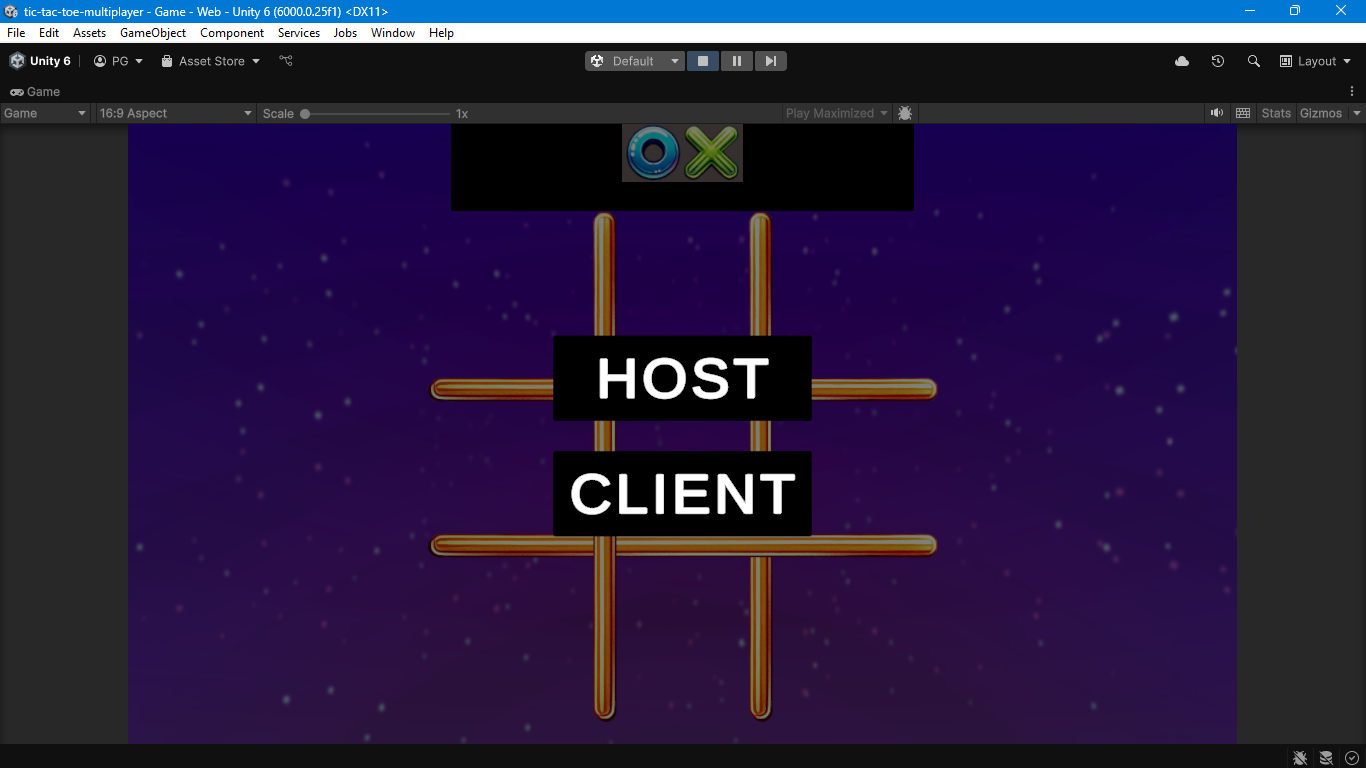 tic-tac-toe-multiplayer - Game - Web - Unity 6 (6000.0.25f1) <DX11>
File Edit Assets GameObject Component Services Jobs Window Help
Unity 6 PG Asset Store Default Layout
Game
Game 16:9 Aspect Scale 1x Play Maximized Stats Gizmos
OX
HOST
CLIENT